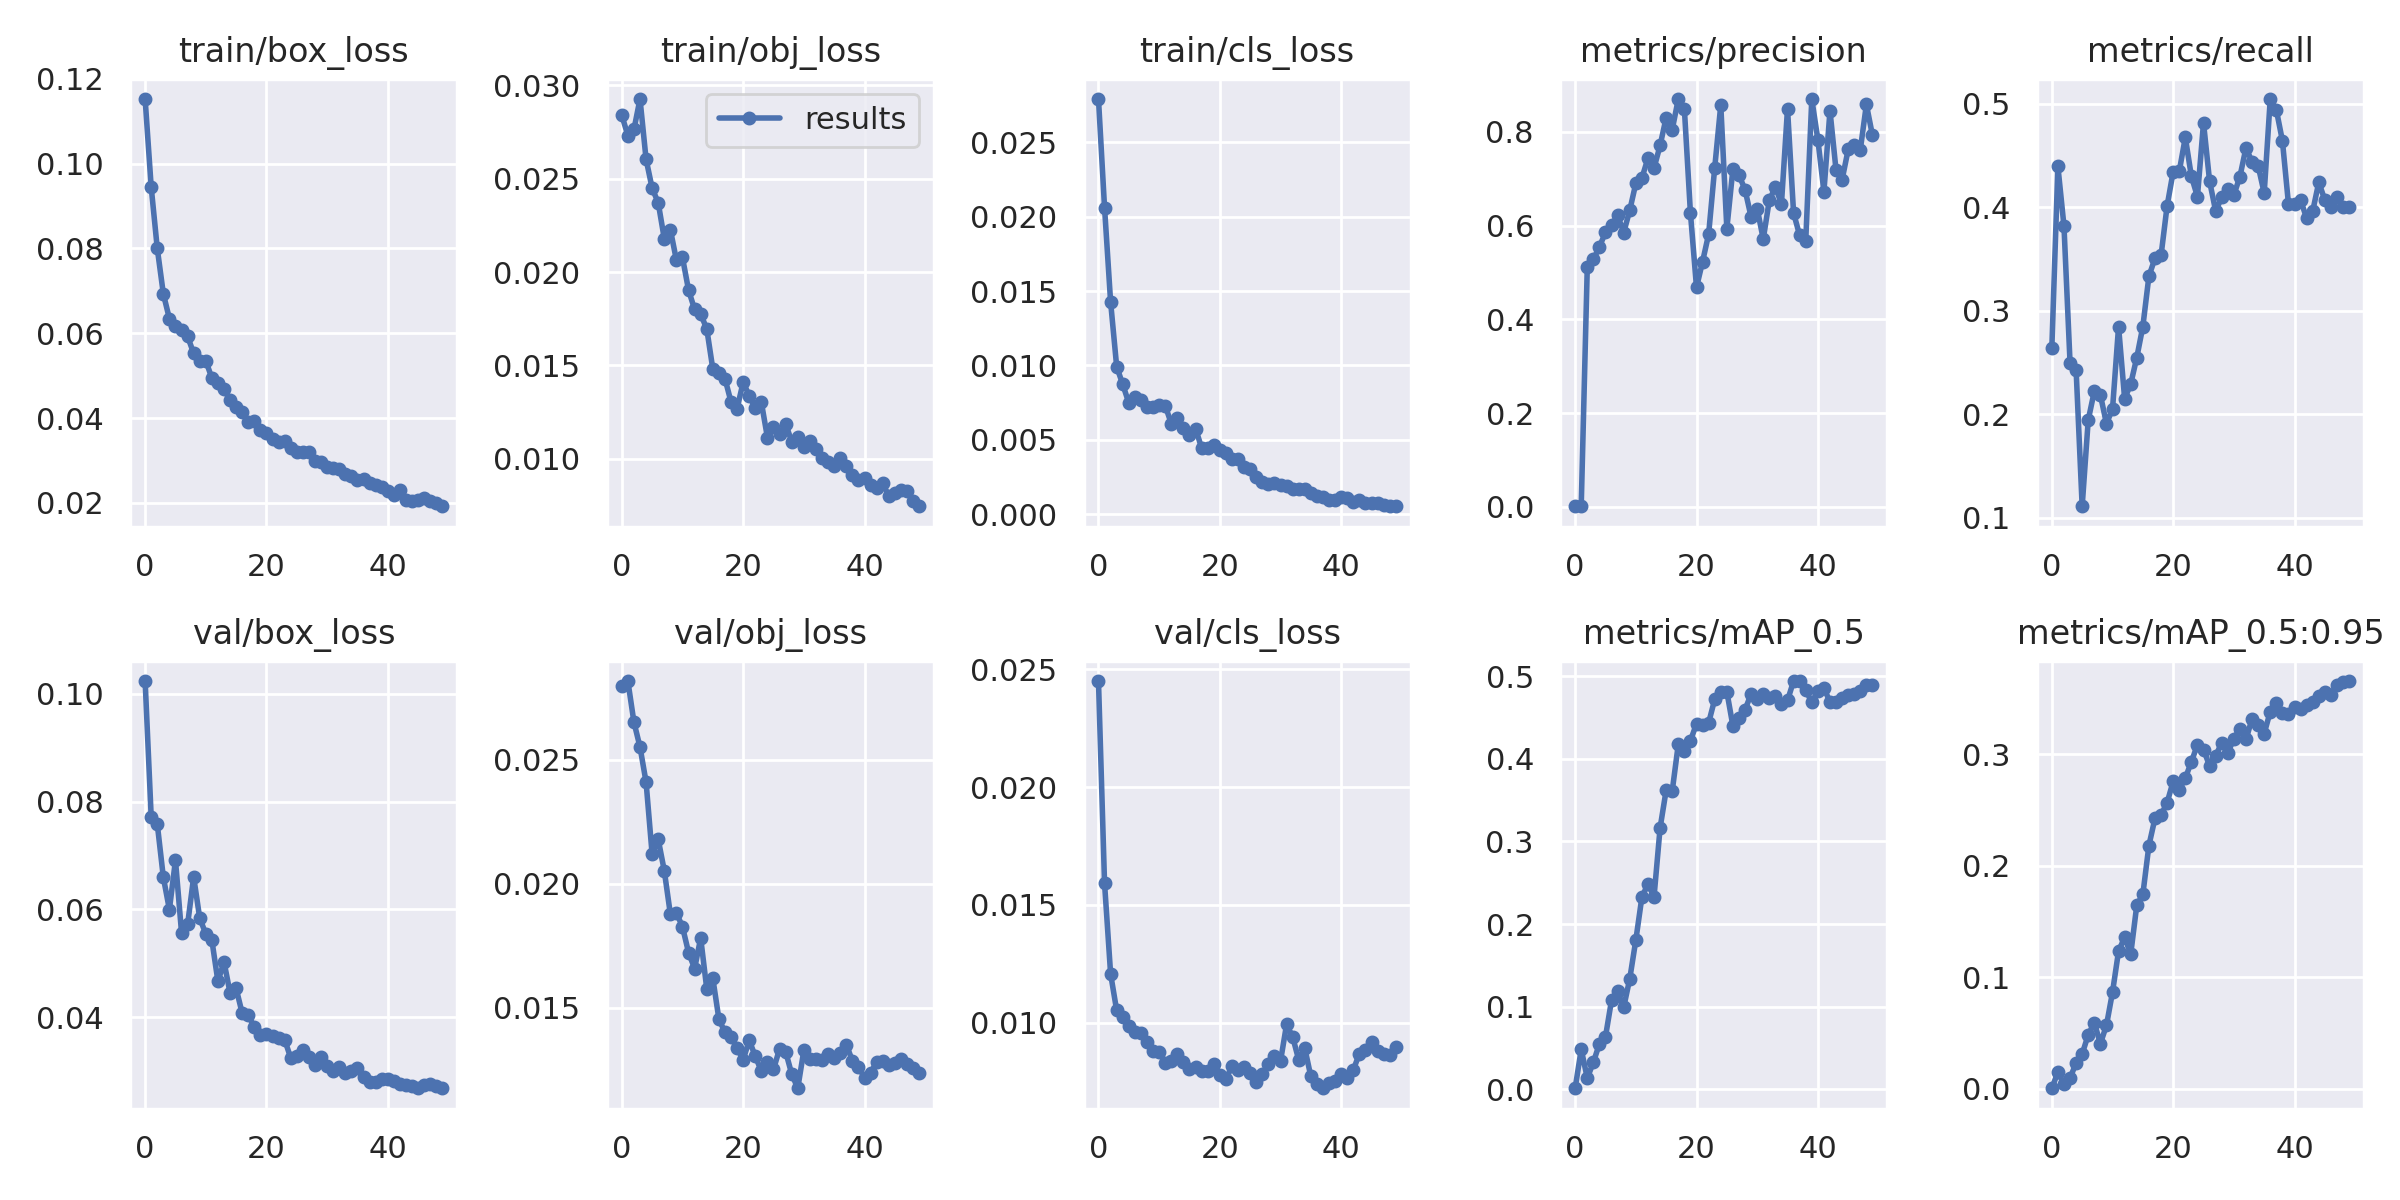 train/box_loss
train/obj_loss
train/cls_loss
metrics/precision
metrics/recall
0.12
0.10
0.08
0.06
0.04
0.02
0 20 40
results
0.030
0.025
0.020
0.015
0.010
0 20 40
0.025
0.020
0.015
0.010
0.005
0.000
0 20 40
0.8
0.6
0.4
0.2
0.0
0 20 40
0.5
0.4
0.3
0.2
0.1
0 20 40
val/box_loss
val/obj_loss
val/cls_loss
metrics/mAP_0.5
metrics/mAP_0.5:0.95
0.10
0.08
0.06
0.04
0 20 40
0.025
0.020
0.015
0 20 40
0.025
0.020
0.015
0.010
0 20 40
0.5
0.4
0.3
0.2
0.1
0.0
0 20 40
0.3
0.2
0.1
0.0
0 20 40